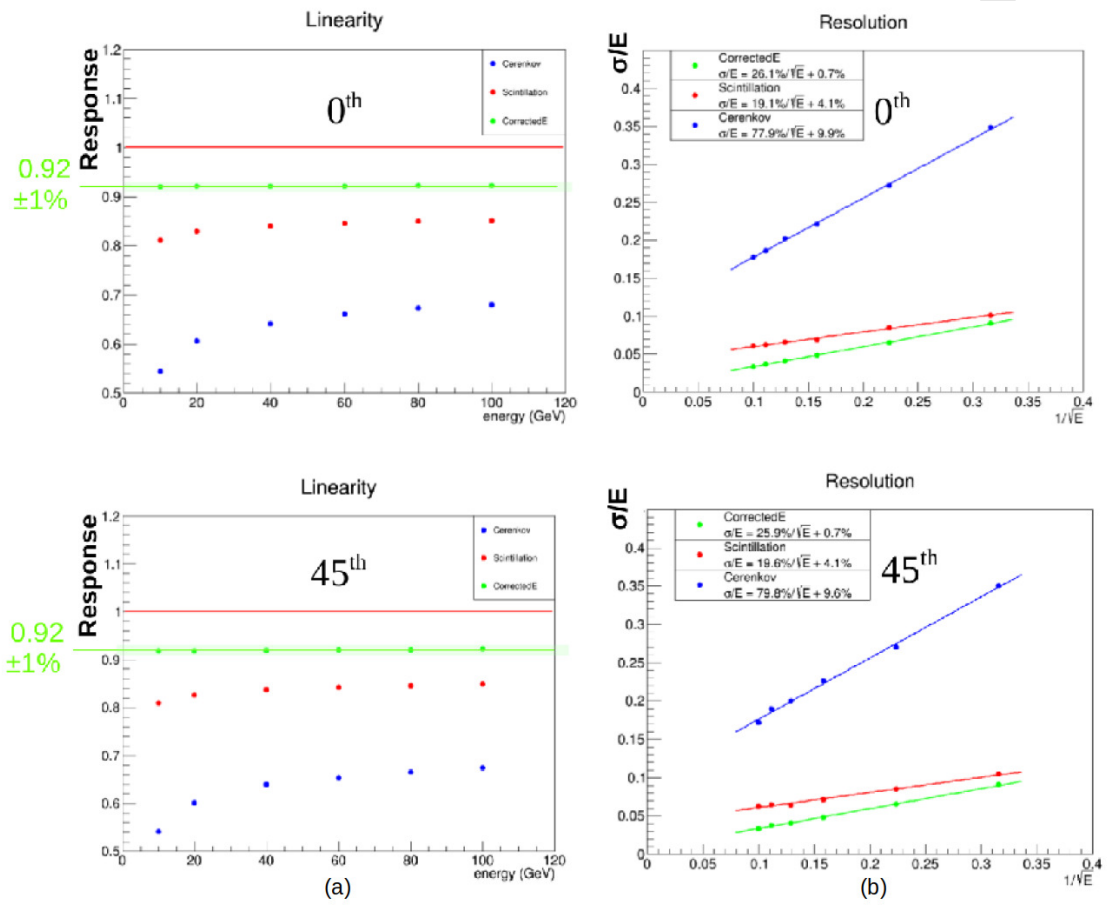 Linearity
Response
1.2
1.1
1
0.9
0.8
0.7
0.6
0.5
0.92
±1%
Cerenkov
Scintillation
CorrectedE
0th
0 20 40 60 80 100 120
energy (GeV)
Resolution
σ/E
0.4
0.35
0.3
0.25
0.2
0.15
0.1
0.05
0
CorrectedE
σ/E = 26.1%/√E + 0.7%
Scintillation
σ/E = 19.1%/√E + 4.1%
Cerenkov
σ/E = 77.9%/√E + 9.9%
0th
0 0.05 0.1 0.15 0.2 0.25 0.3 0.35 0.4
1/√E
Linearity
Response
1.2
1.1
1
0.9
0.8
0.7
0.6
0.5
0.92
±1%
Cerenkov
Scintillation
CorrectedE
45th
0 20 40 60 80 100 120
energy (GeV)
(a)
Resolution
σ/E
0.4
0.35
0.3
0.25
0.2
0.15
0.1
0.05
0
CorrectedE
σ/E = 25.9%/√E + 0.7%
Scintillation
σ/E = 19.6%/√E + 4.1%
Cerenkov
σ/E = 79.8%/√E + 9.6%
45th
0 0.05 0.1 0.15 0.2 0.25 0.3 0.35 0.4
1/√E
(b)